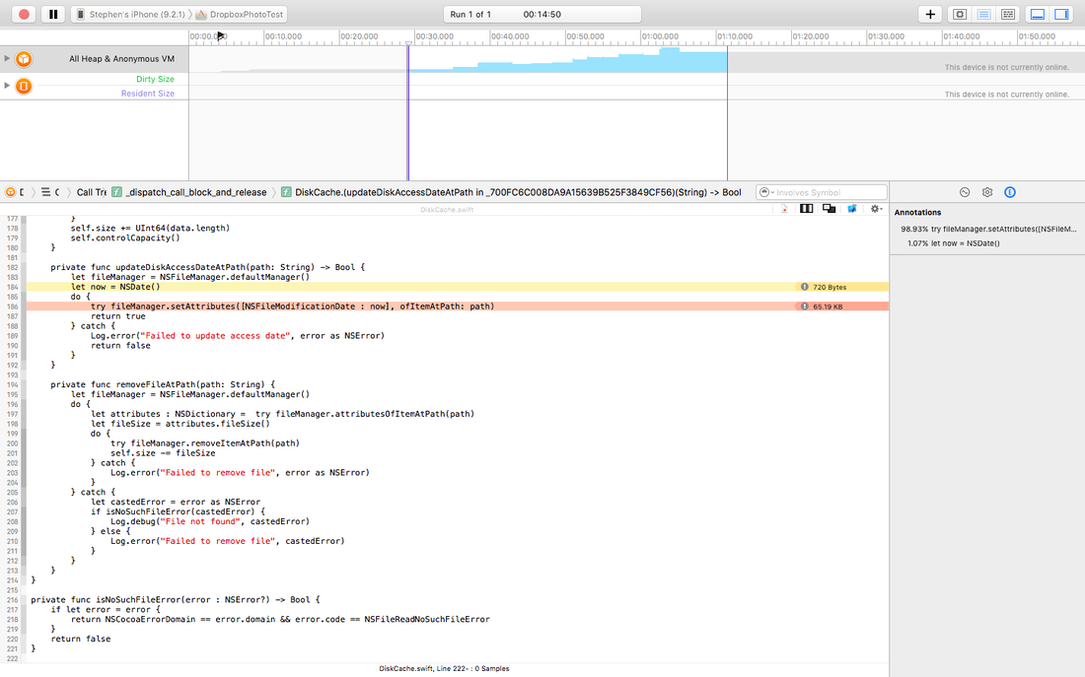 Stephen's iPhone (9.2.1) DropboxPhotoTest
Run 1 of 1 00:14:50
00:00.00 00:10.000 00:20.000 00:30.000 00:40.000 00:50.000 01:00.000 01:10.000 01:20.000 01:30.000 01:40.000 01:50.000
All Heap & Anonymous VM
This device is not currently online.
Dirty Size
Resident Size
This device is not currently online.
D C Call Tre _dispatch_call_block_and_release DiskCache.(updateDiskAccessDateAtPath in _700FC6C008DA9A15639B525F3849CF56)(String) -> Bool Involves Symbol
DiskCache.swift
Annotations
98.93% try fileManager.setAttributes([NSFileM...
1.07% let now = NSDate()
177 }
178 self.size += UInt64(data.length)
179 self.controlCapacity()
180 }
181
182 private func updateDiskAccessDateAtPath(path: String) -> Bool {
183 let fileManager = NSFileManager.defaultManager()
184 let now = NSDate() 720 Bytes
185 do {
186 try fileManager.setAttributes([NSFileModificationDate : now], ofItemAtPath: path) 65.19 KB
187 return true
188 } catch {
189 Log.error("Failed to update access date", error as NSError)
190 return false
191 }
192 }
193
194 private func removeFileAtPath(path: String) {
195 let fileManager = NSFileManager.defaultManager()
196 do {
197 let attributes : NSDictionary = try fileManager.attributesOfItemAtPath(path)
198 let fileSize = attributes.fileSize()
199 do {
200 try fileManager.removeItemAtPath(path)
201 self.size -= fileSize
202 } catch {
203 Log.error("Failed to remove file", error as NSError)
204 }
205 } catch {
206 let castedError = error as NSError
207 if isNoSuchFileError(castedError) {
208 Log.debug("File not found", castedError)
209 } else {
210 Log.error("Failed to remove file", castedError)
211 }
212 }
213 }
214 }
215
216 private func isNoSuchFileError(error : NSError?) -> Bool {
217 if let error = error {
218 return NSCocoaErrorDomain == error.domain && error.code == NSFileReadNoSuchFileError
219 }
220 return false
221 }
222
DiskCache.swift, Line 222- : 0 Samples